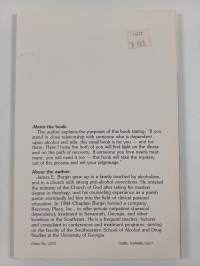 About the book:
The author explains the purposes of the book stating, "If you
stand in close relationship with someone who is dependent
upon alcohol and pills, this small book is for you — and for
them. Here I hope the both of you will find light on the illness
and on the path of recovery. If someone you love needs treat-
ment, you will need it too — this book will take the mystery
out of the process and aid your pilgrimage."
About the author:
James E. Burgin grew up in a family touched by alcoholism,
and in a church with strong anti-alcohol convictions. He entered
the ministry of the Church of God after taking his masters
degree in theology, and his counseling experience as a parish
pastor eventually led him into the field of clinical pastoral
education. In 1984 Chaplain Burgin formed a company,
Recovery Place, Inc., to offer private outpatient chemical
dependency treatment in Savannah, Georgia, and other
locations in the Southeast. He is a frequent lecturer, trainer
and consultant to conferences and treatment programs, serving
on the faculty of the Southeastern School of Alcohol and Drug
Studies at the University of Georgia.